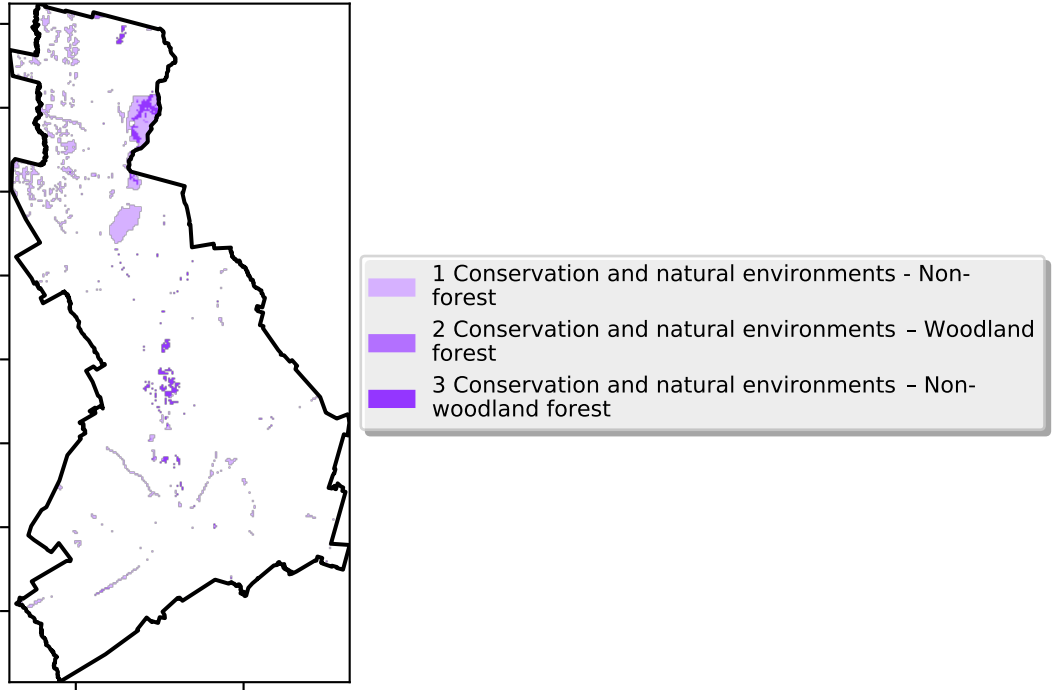 1 Conservation and natural environments - Non-
forest
2 Conservation and natural environments – Woodland
forest
3 Conservation and natural environments – Non-
woodland forest